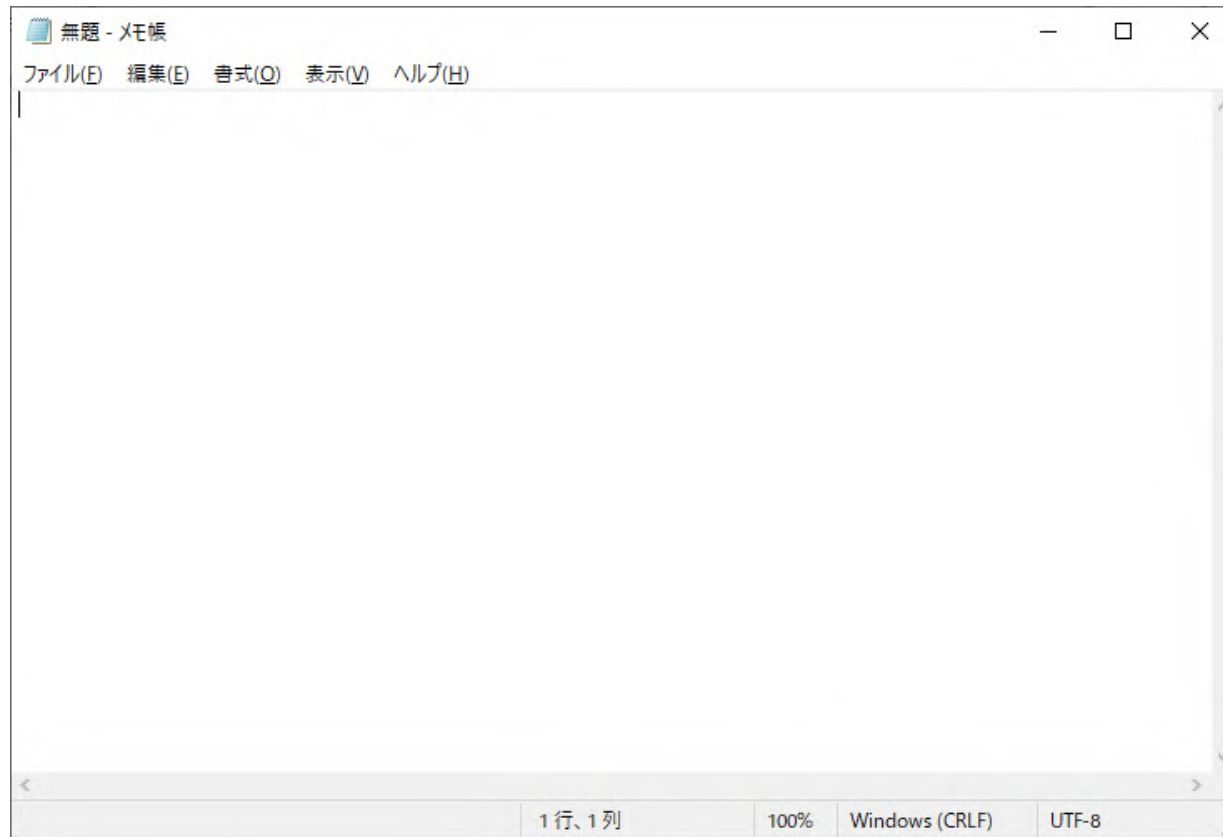 無題 - メモ帳
ファイル(F) 編集(E) 書式(O) 表示(V) ヘルプ(H)
1 行、1 列 100% Windows (CRLF) UTF-8